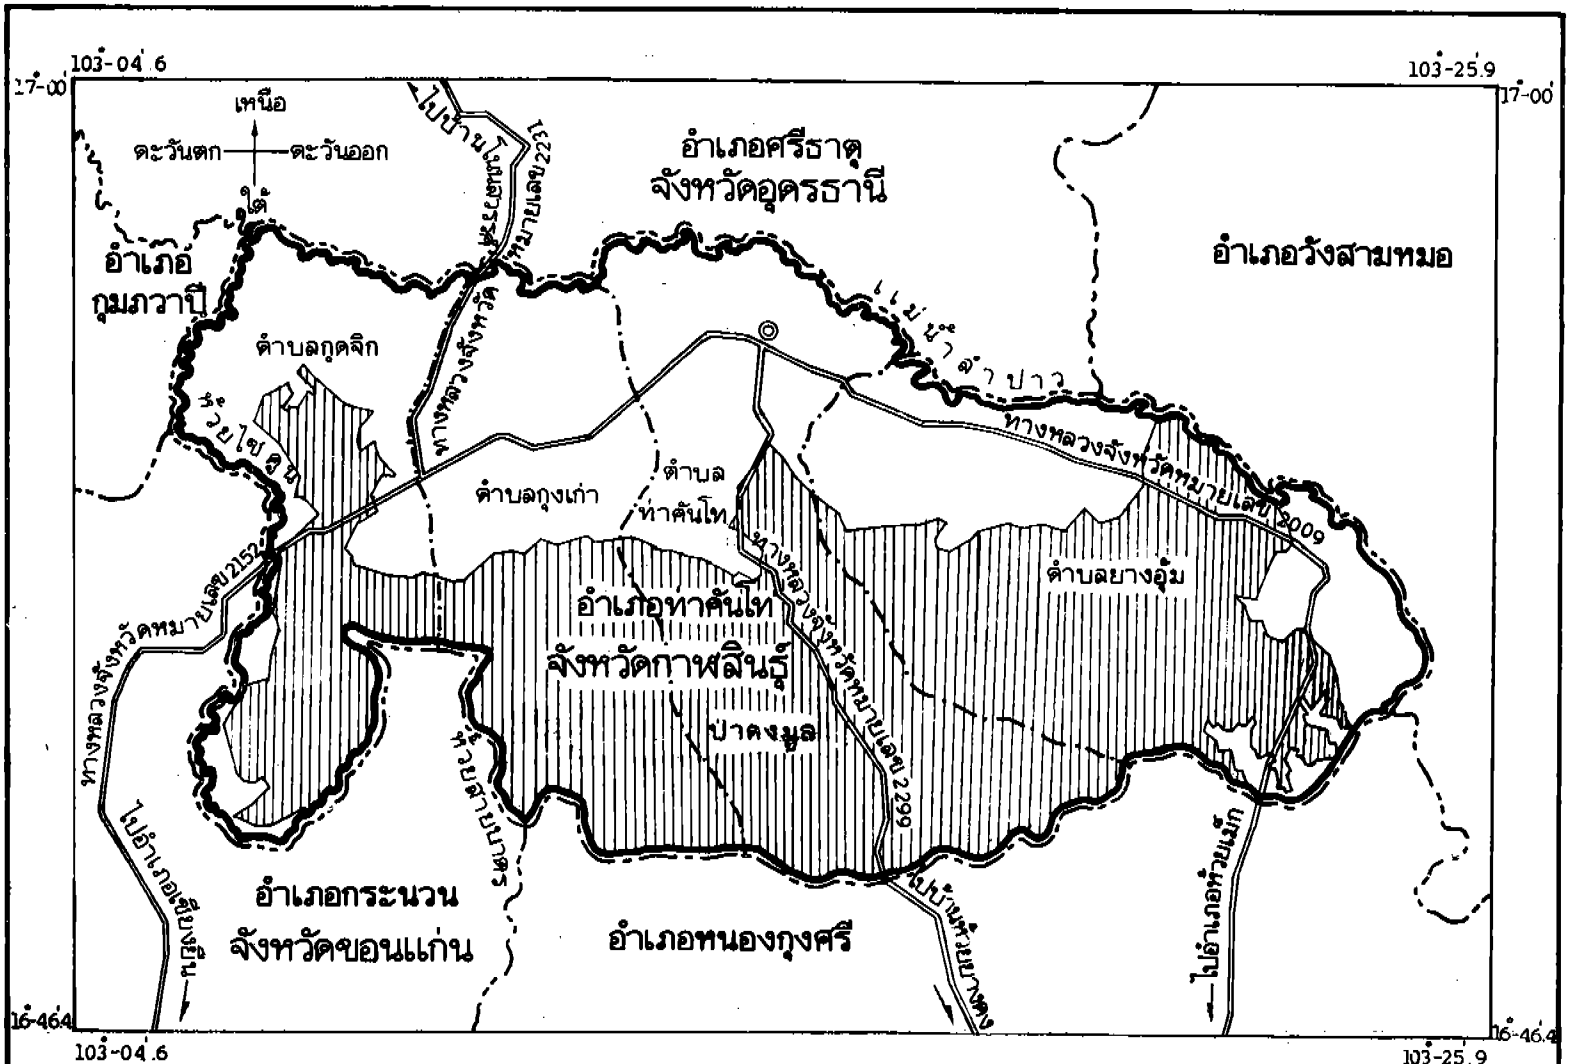 103°-04.6
103°-25.9
17°-00'
17°-00'
เหนือ
ตะวันตก
ตะวันออก
ใต้
ไปบ้านโนนสวรรค์
ทางหลวงจังหวัด
หมายเลข 2231
อำเภอศรีธาตุ
จังหวัดอุดรธานี
อำเภอวังสามหมอ
อำเภอ
กุมภวาปี
แม่น้ำลำปาว
ตำบลกุดจิก
ตำบลกุงเก่า
ตำบล
ท่าคันโท
ทางหลวงจังหวัดหมายเลข 2009
ตำบลยางอุ้ม
ทางหลวงจังหวัดหมายเลข 2152
อำเภอท่าคันโท
จังหวัดกาฬสินธุ์
ป่าดงมูล
ทางหลวงจังหวัดหมายเลข 2299
ห้วยสายบาตร
ไปอำเภอเชียงยืน
อำเภอกระนวน
จังหวัดขอนแก่น
อำเภอหนองกุงศรี
ไปบ้านห้วยยางดง
ไปอำเภอห้วยเม็ก
16°-46.4
16°-46.4
103°-04.6
103°-25.9